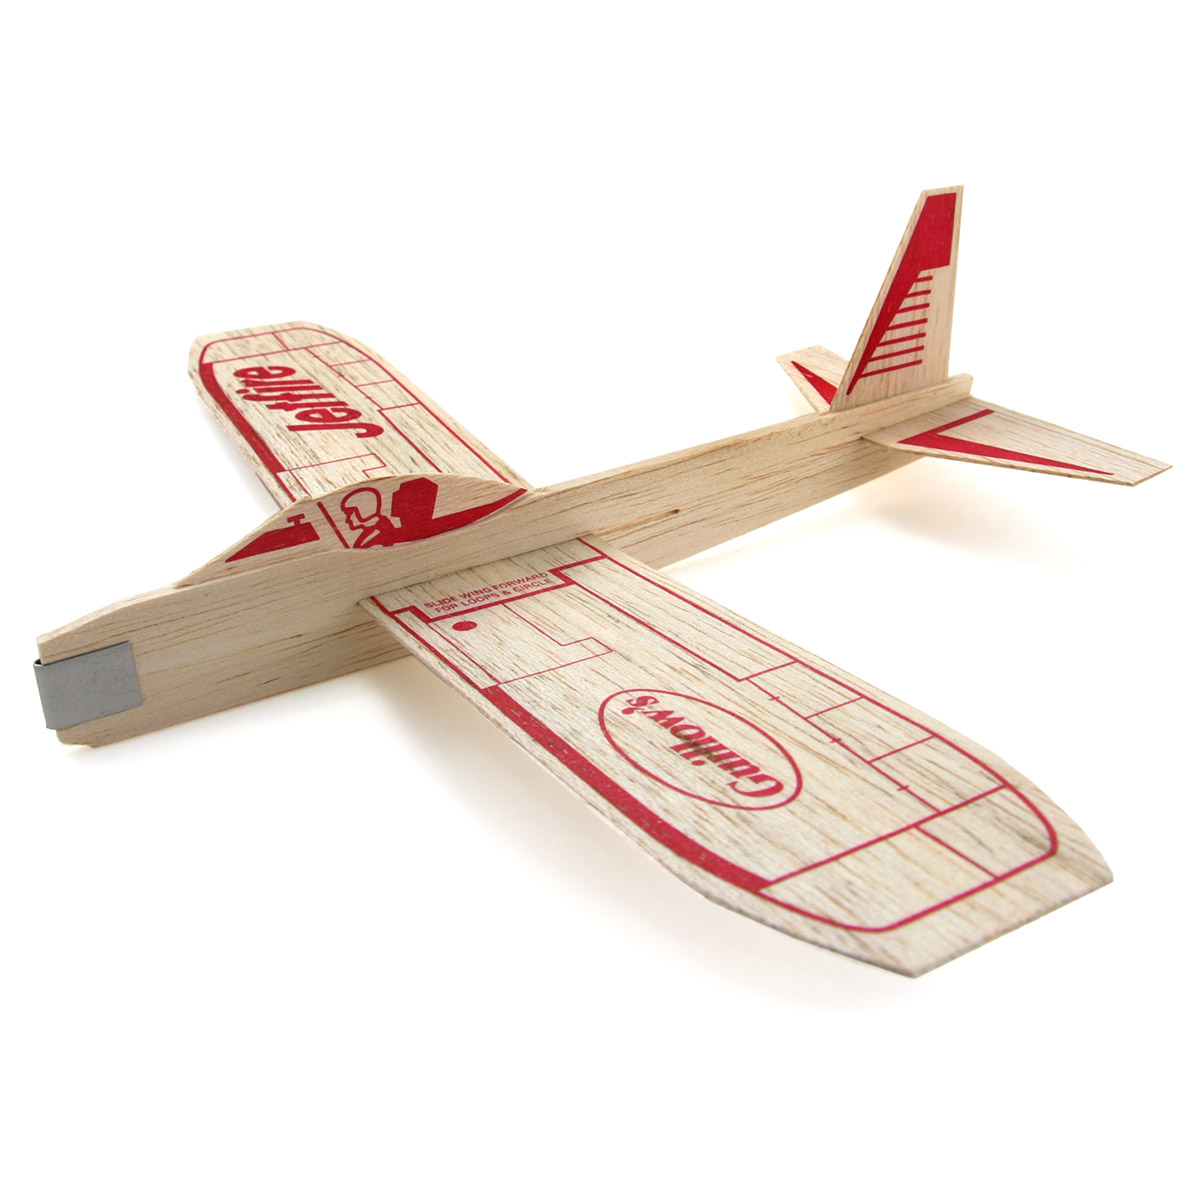 Jetfire
SLIDE WING FORWARD
FOR LOOPS & CIRCLE
Guillow's